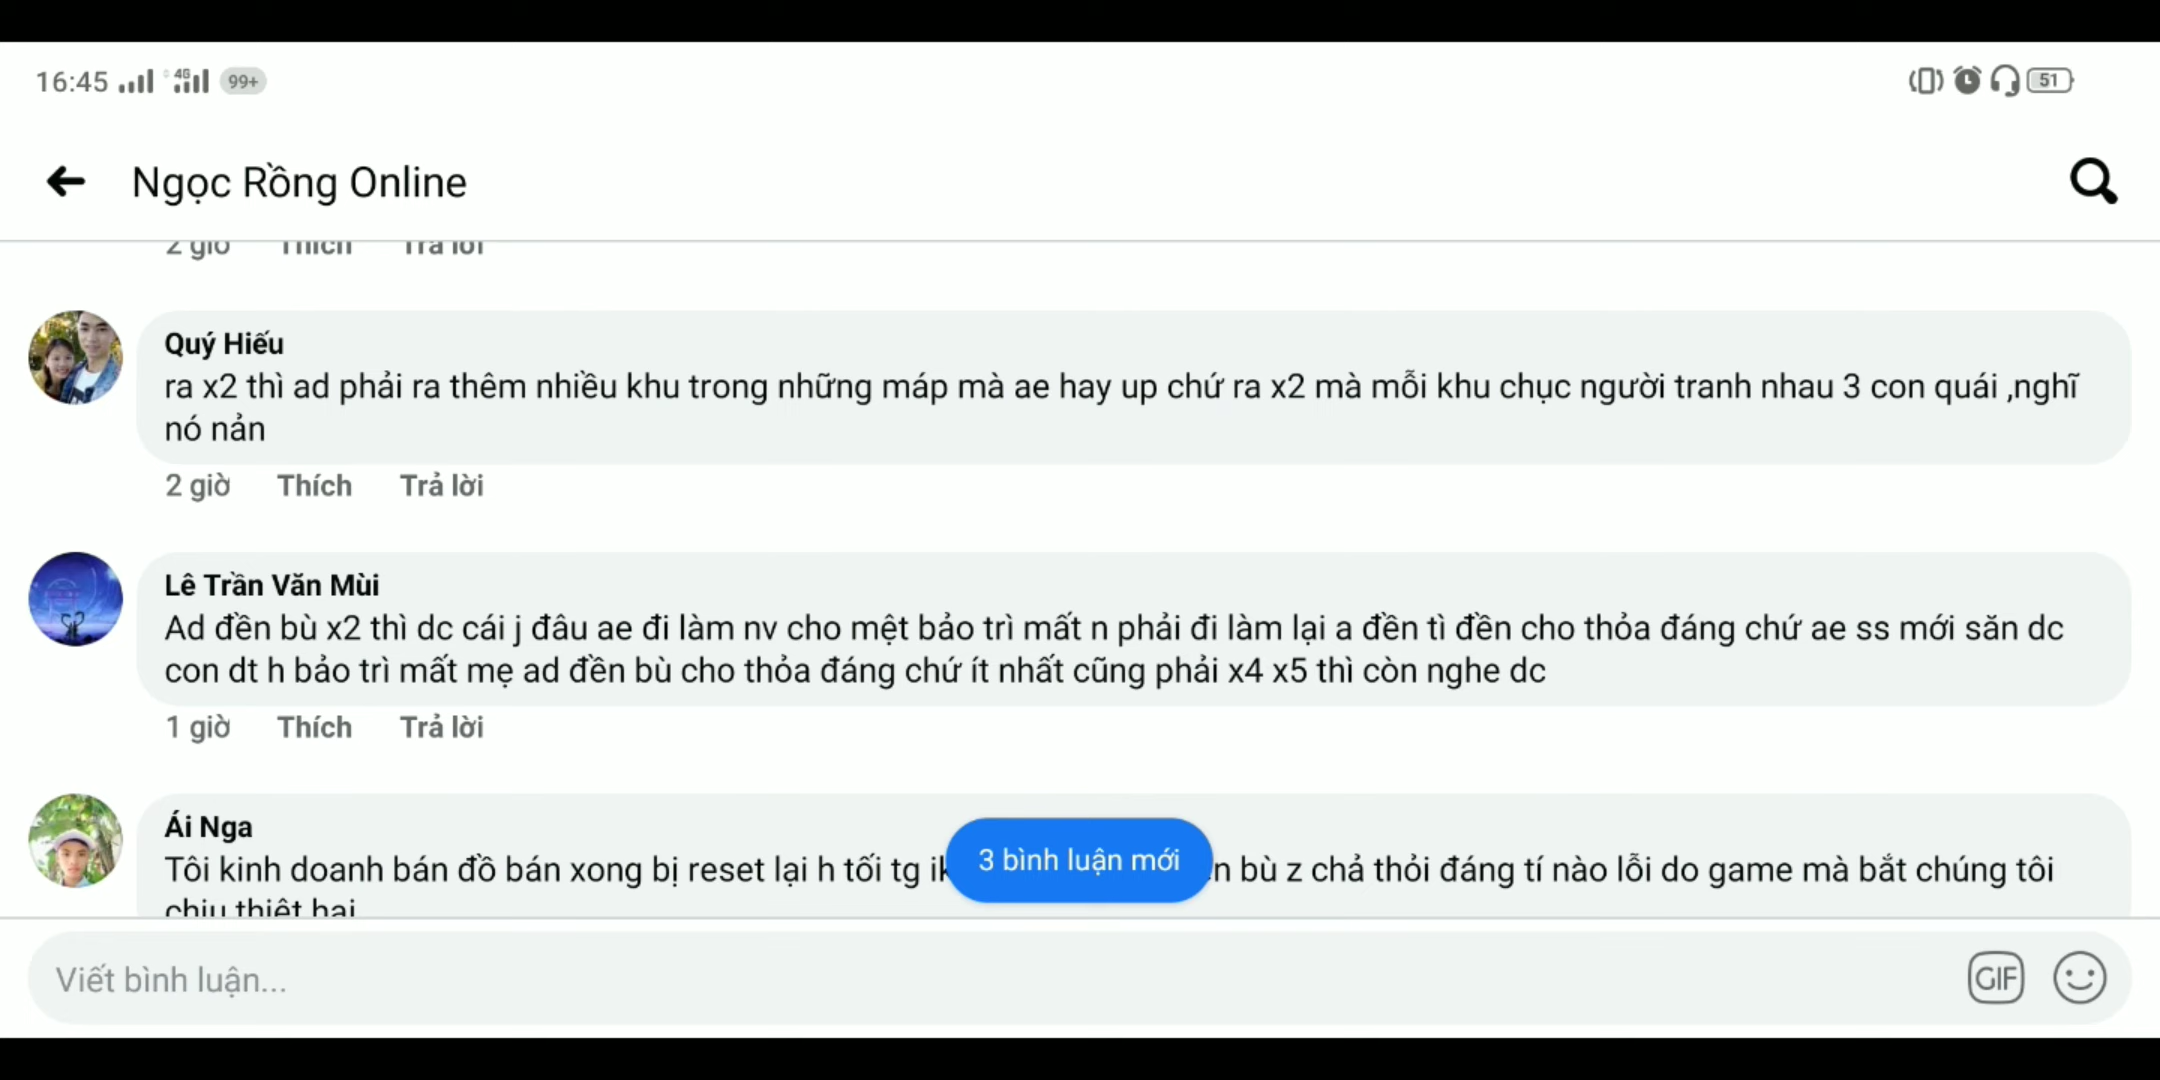 16:45 4G 99+ 51
Ngọc Rồng Online
2 giờ Thích Trả lời
Quý Hiếu
ra x2 thì ad phải ra thêm nhiều khu trong những máp mà ae hay up chứ ra x2 mà mỗi khu chục người tranh nhau 3 con quái ,nghĩ
nó nản
2 giờ Thích Trả lời
Lê Trần Văn Mùi
Ad đền bù x2 thì dc cái j đâu ae đi làm nv cho mệt bảo trì mất n phải đi làm lại a đền tì đền cho thỏa đáng chứ ae ss mới săn dc
con dt h bảo trì mất mẹ ad đền bù cho thỏa đáng chứ ít nhất cũng phải x4 x5 thì còn nghe dc
1 giờ Thích Trả lời
Ái Nga
Tôi kinh doanh bán đồ bán xong bị reset lại h tối tg bù z chả thỏi đáng tí nào lỗi do game mà bắt chúng tôi
3 bình luận mới
chịu thiệt hại
Viết bình luận...
GIF